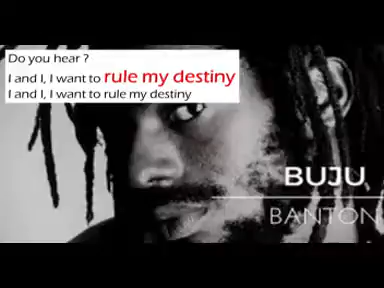 Do you hear ?
I and I, I want to rule my destiny
I and I, I want to rule my destiny
BUJU
BANTON